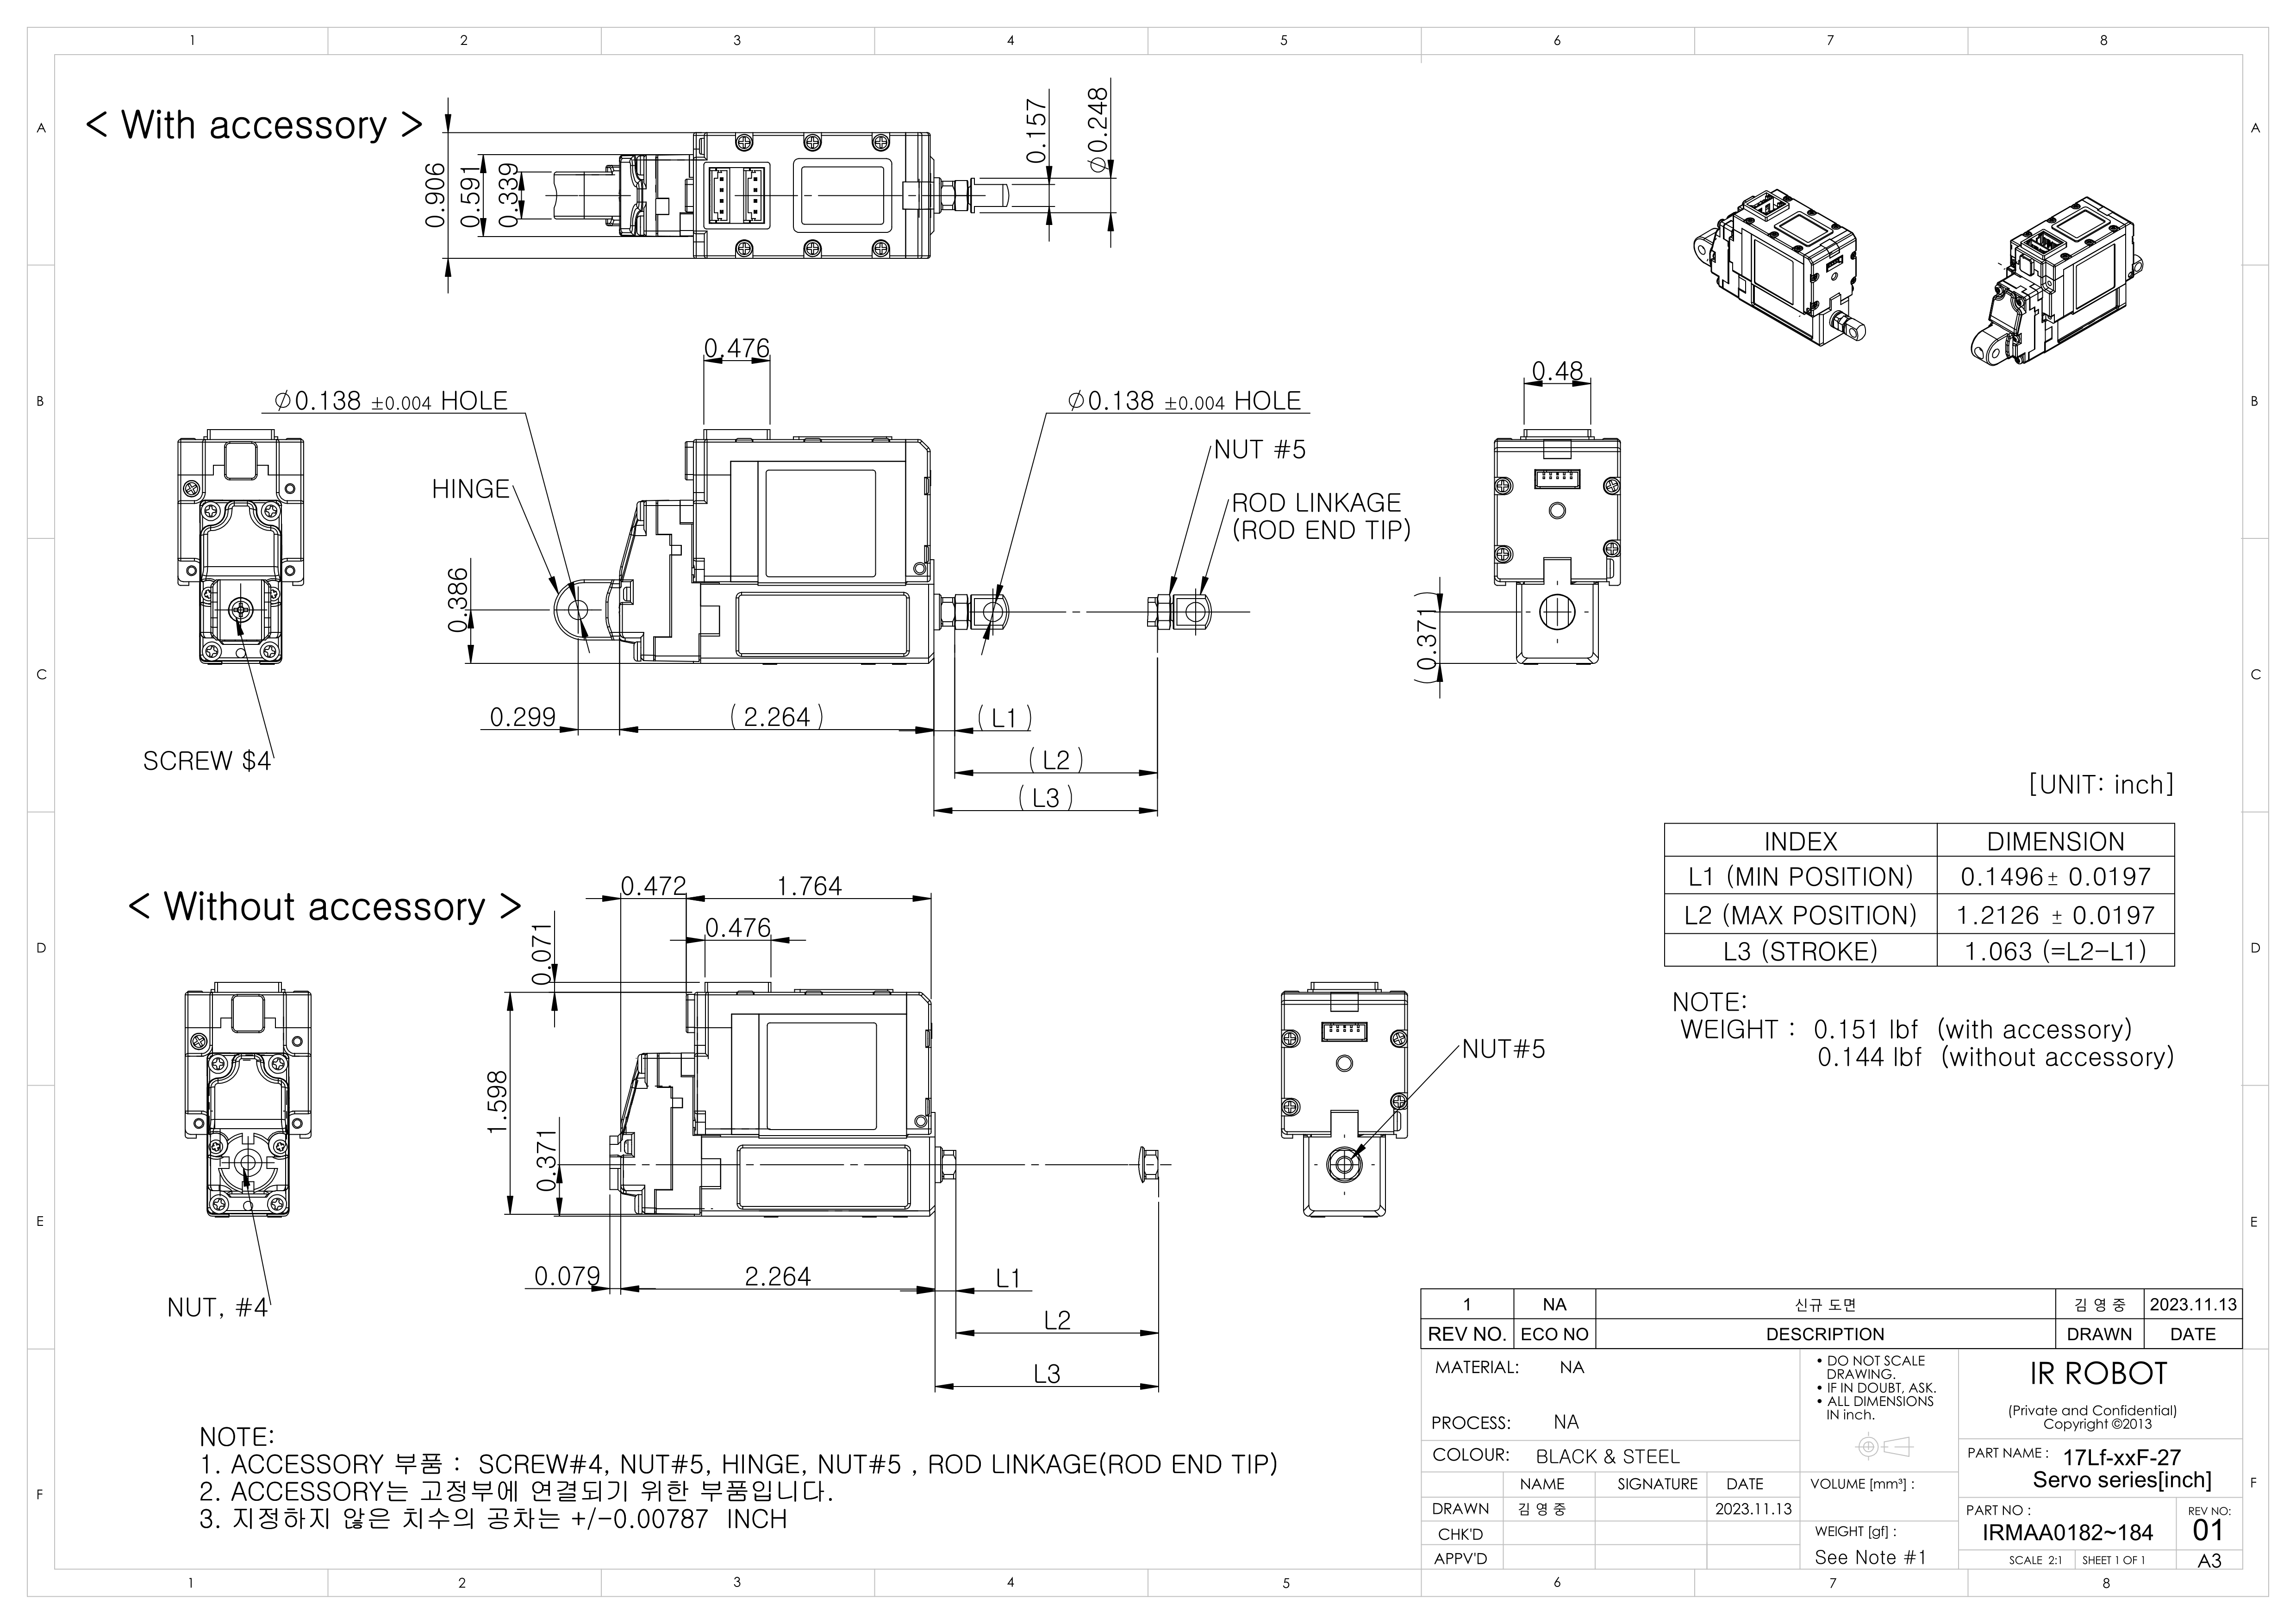 1 2 3 4 5 6 7 8
A A
< With accessory >
0.906
0.591
0.339
0.157
⌀0.248
B B
0.476
⌀0.138 ±0.004 HOLE
⌀0.138 ±0.004 HOLE
NUT #5
HINGE
ROD LINKAGE
(ROD END TIP)
0.48
0.386
(0.371)
C C
0.299
(2.264)
(L1)
(L2)
(L3)
SCREW $4
[UNIT: inch]
INDEX DIMENSION
L1 (MIN POSITION) 0.1496± 0.0197
L2 (MAX POSITION) 1.2126 ± 0.0197
L3 (STROKE) 1.063 (=L2-L1)
NOTE:
WEIGHT : 0.151 lbf (with accessory)
0.144 lbf (without accessory)
< Without accessory >
D D
0.472
1.764
0.476
0.071
1.598
0.371
NUT#5
E E
0.079
2.264
L1
L2
L3
NUT, #4
NOTE:
1. ACCESSORY 부품 : SCREW#4, NUT#5, HINGE, NUT#5 , ROD LINKAGE(ROD END TIP)
2. ACCESSORY는 고정부에 연결되기 위한 부품입니다.
3. 지정하지 않은 치수의 공차는 +/-0.00787 INCH
F F
1 NA 신규 도면 김 영 중 2023.11.13
REV NO. ECO NO DESCRIPTION DRAWN DATE
MATERIAL: NA
PROCESS: NA
COLOUR: BLACK & STEEL
• DO NOT SCALE
DRAWING.
• IF IN DOUBT, ASK.
• ALL DIMENSIONS
IN inch.
IR ROBOT
(Private and Confidential)
Copyright ©2013
PART NAME : 17Lf-xxF-27
Servo series[inch]
NAME SIGNATURE DATE
DRAWN 김 영 중 2023.11.13
CHK'D
APPV'D
VOLUME [mm³] :
WEIGHT [gf] :
See Note #1
PART NO :
IRMAA0182~184
REV NO:
01
SCALE 2:1 SHEET 1 OF 1 A3
1 2 3 4 5 6 7 8